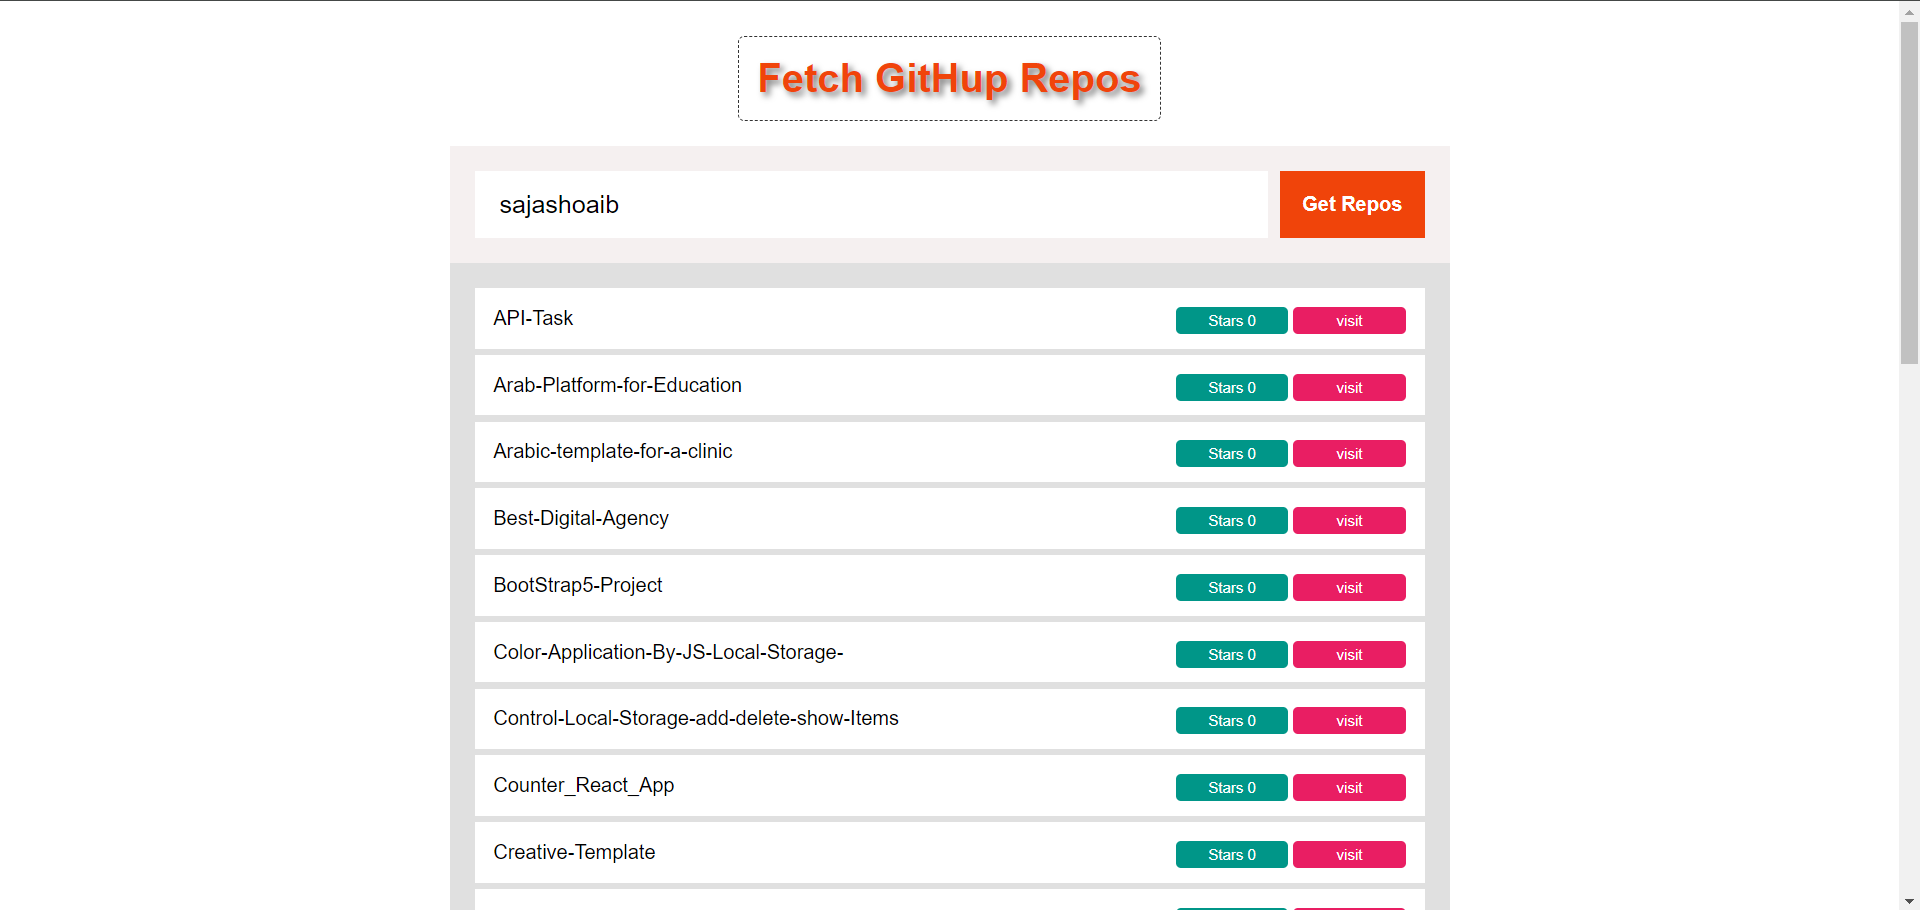 Fetch GitHup Repos
sajashoaib
Get Repos
API-Task Stars 0 visit
Arab-Platform-for-Education Stars 0 visit
Arabic-template-for-a-clinic Stars 0 visit
Best-Digital-Agency Stars 0 visit
BootStrap5-Project Stars 0 visit
Color-Application-By-JS-Local-Storage- Stars 0 visit
Control-Local-Storage-add-delete-show-Items Stars 0 visit
Counter_React_App Stars 0 visit
Creative-Template Stars 0 visit